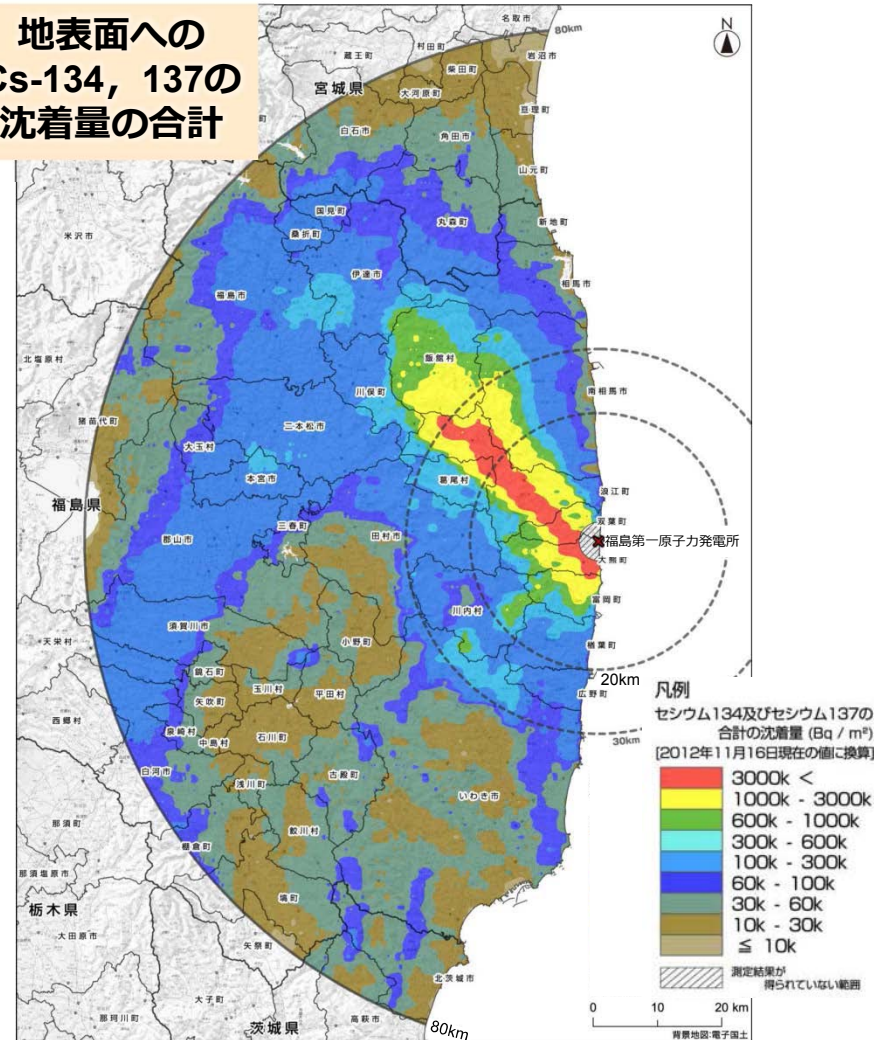 地表面への
Cs-134，137の
沈着量の合計
名取市
80km
N
村田町
岩沼市
蔵王町
柴田町
宮城県
大河原町
亘理町
白石市
角田市
山元町
国見町
丸森町
新地町
桑折町
米沢市
伊達市
相馬市
福島市
北塩原村
飯舘村
川俣町
南相馬市
猪苗代町
二本松市
大玉村
本宮市
葛尾村
浪江町
福島県
三春町
双葉町
田村市
郡山市
福島第一原子力発電所
大熊町
富岡町
川内村
須賀川市
天栄村
小野町
楢葉町
鏡石町
20km
玉川村
平田村
広野町
矢吹町
西郷村
泉崎村
石川町
中島村
30km
白河市
古殿町
浅川町
いわき市
那須町
鮫川村
棚倉町
那須塩原市
塙町
栃木県
大田原市
矢祭町
北茨城市
大子町
那珂川町
茨城県
高萩市
80km
凡例
セシウム134及びセシウム137の
合計の沈着量 (Bq / m²)
[2012年11月16日現在の値に換算]
3000k <
1000k - 3000k
600k - 1000k
300k - 600k
100k - 300k
60k - 100k
30k - 60k
10k - 30k
≦ 10k
測定結果が
得られていない範囲
0 10 20 km
背景地図:電子国土